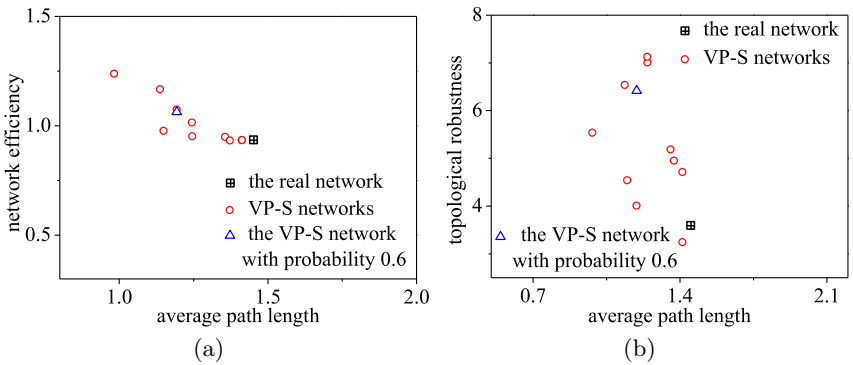 1.5
1.0
0.5
network efficiency
the real network
VP-S networks
the VP-S network
with probability 0.6
1.0
1.5
2.0
average path length
(a)
8
6
4
topological robustness
the real network
VP-S networks
the VP-S network
with probability 0.6
0.7
1.4
2.1
average path length
(b)